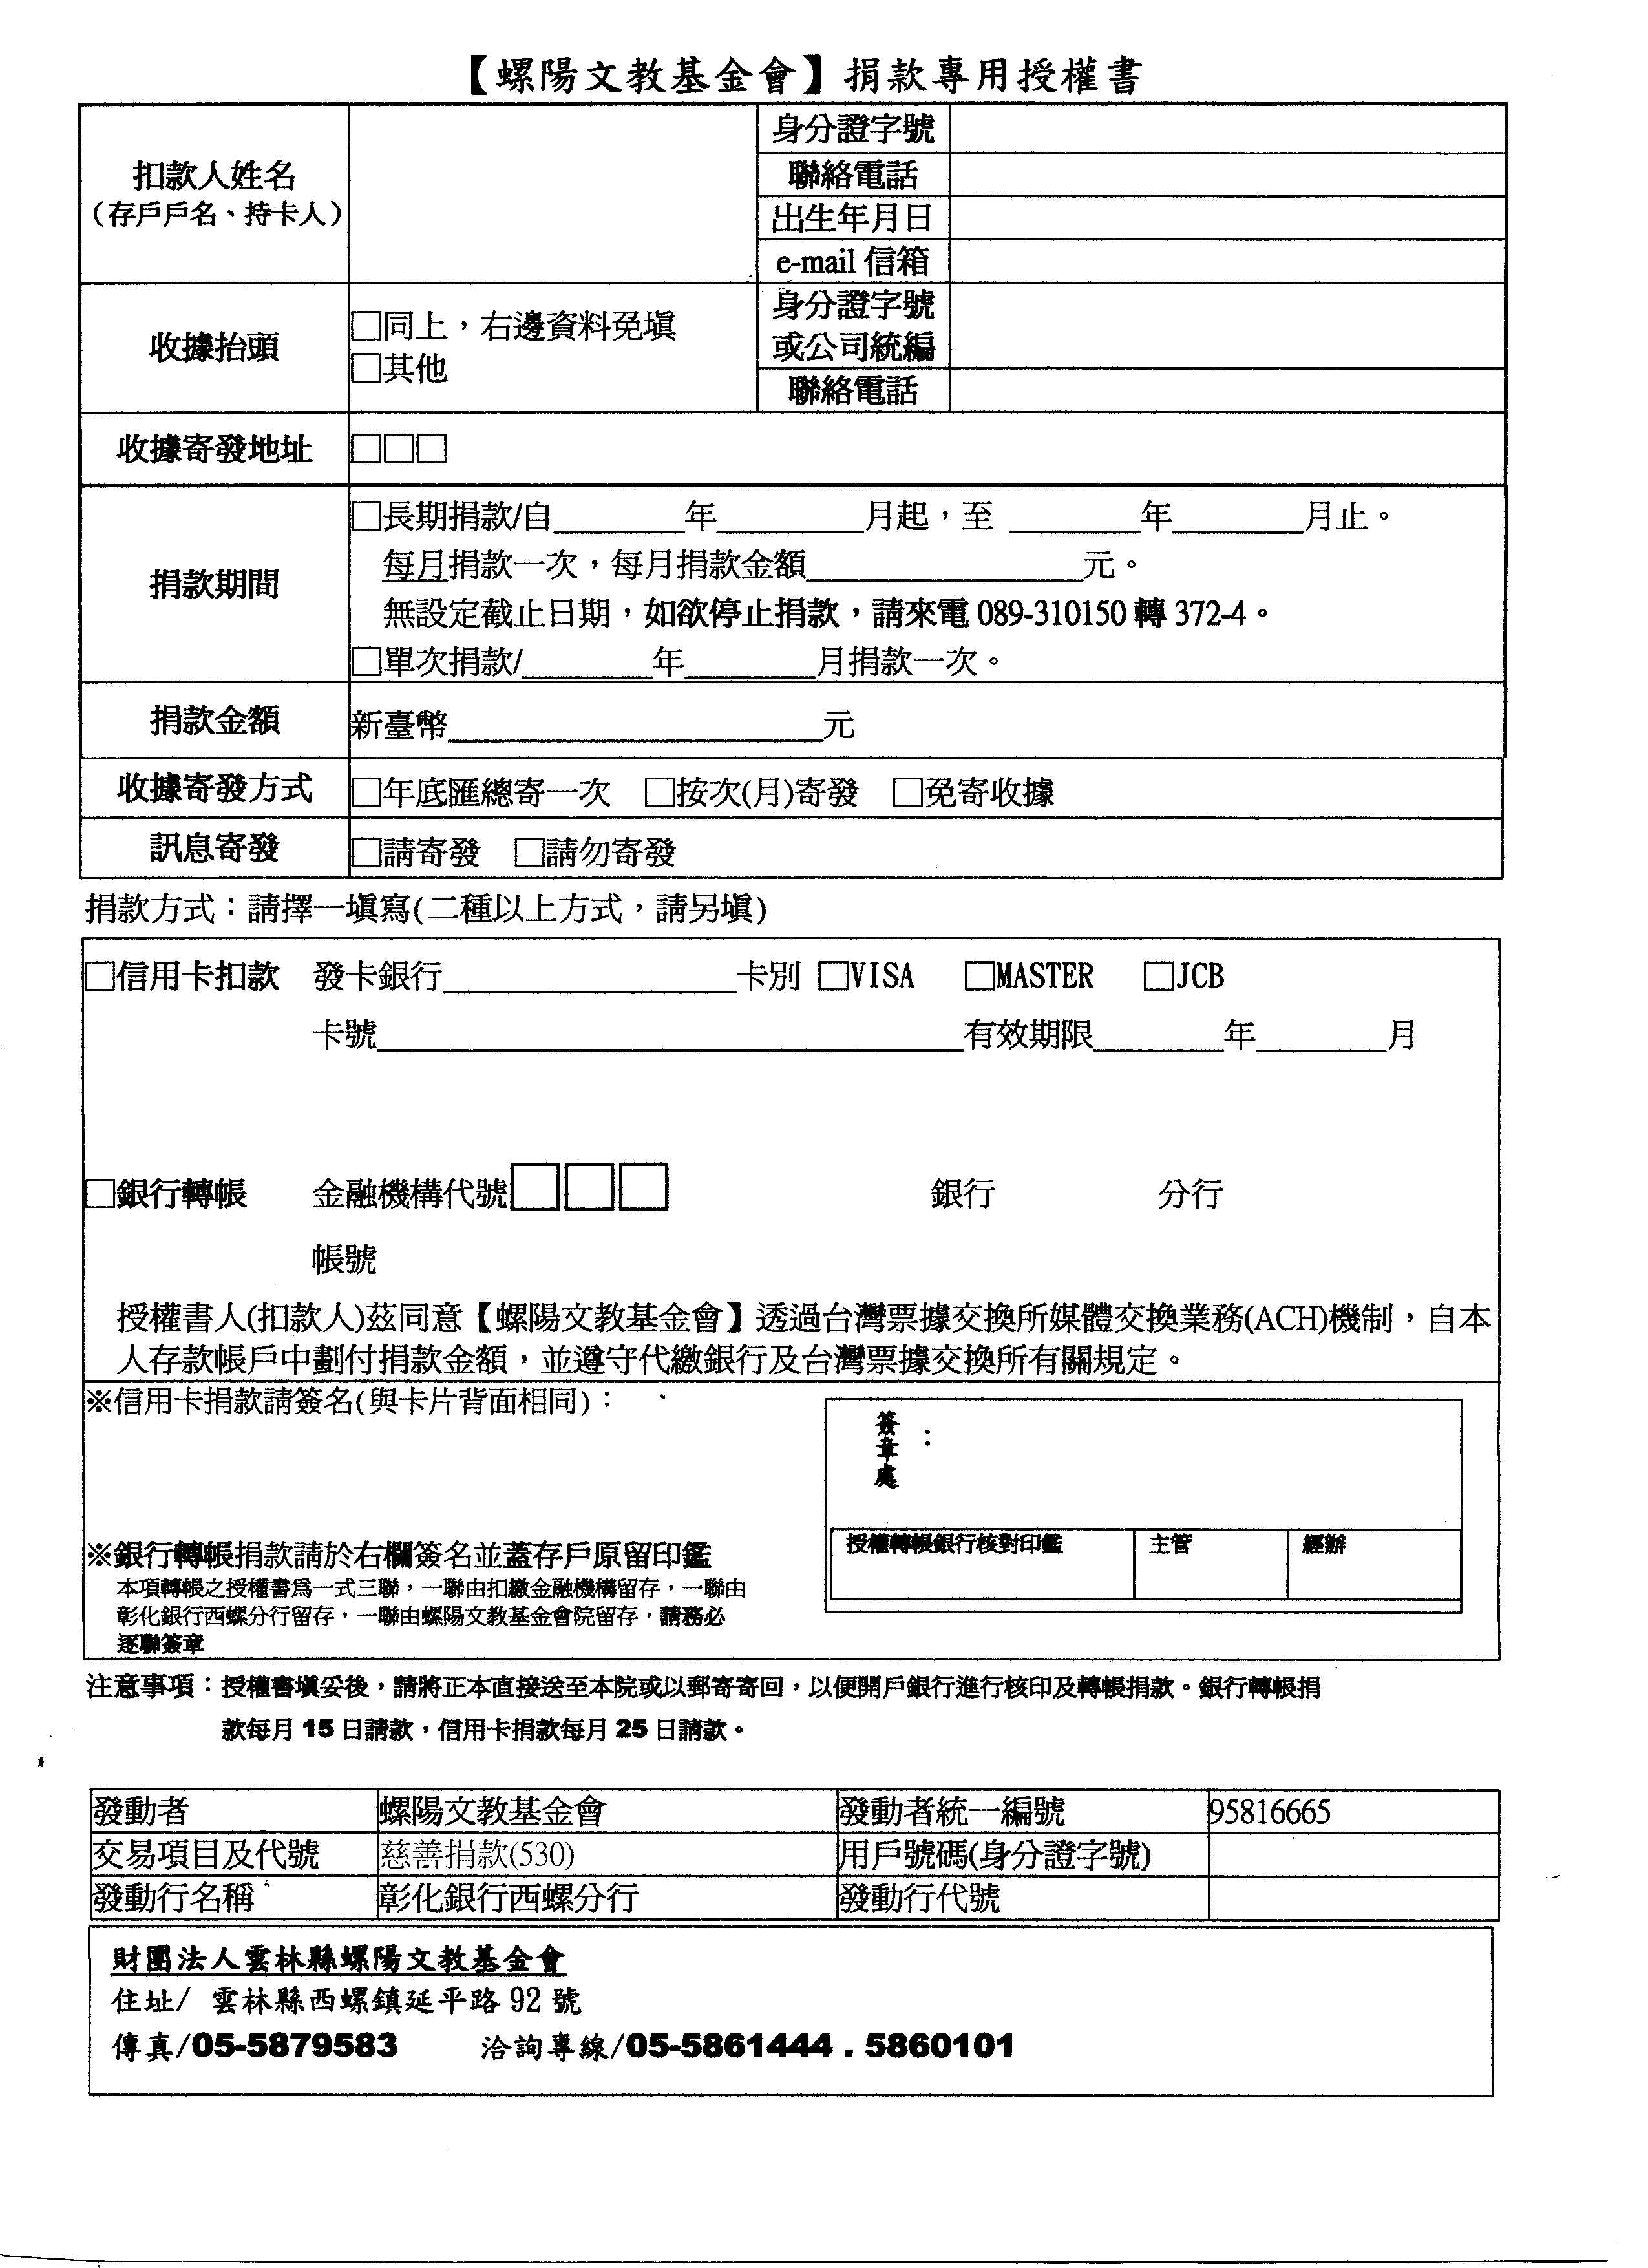 【螺陽文教基金會】捐款專用授權書
扣款人姓名
（存戶戶名、持卡人）
身分證字號
聯絡電話
出生年月日
e-mail 信箱
收據抬頭
□同上，右邊資料免填
□其他
身分證字號
或公司統編
聯絡電話
收據寄發地址
□□□
捐款期間
□長期捐款/自________年________月起，至 ________年________月止。
每月捐款一次，每月捐款金額________________元。
無設定截止日期，如欲停止捐款，請來電 089-310150 轉 372-4。
□單次捐款/________年________月捐款一次。
捐款金額
新臺幣______________________元
收據寄發方式
□年底匯總寄一次 □按次(月)寄發 □免寄收據
訊息寄發
□請寄發 □請勿寄發
捐款方式：請擇一填寫(二種以上方式，請另填)
□信用卡扣款 發卡銀行__________________卡別 □VISA □MASTER □JCB
卡號____________________________________有效期限________年________月
□銀行轉帳 金融機構代號□□□ 銀行 分行
帳號
授權書人(扣款人)茲同意【螺陽文教基金會】透過台灣票據交換所媒體交換業務(ACH)機制，自本
人存款帳戶中劃付捐款金額，並遵守代繳銀行及台灣票據交換所有關規定。
※信用卡捐款請簽名(與卡片背面相同)：
簽章處：
授權轉帳銀行核對印鑑 主管 經辦
※銀行轉帳捐款請於右欄簽名並蓋存戶原留印鑑
本項轉帳之授權書為一式三聯，一聯由扣繳金融機構留存，一聯由
彰化銀行西螺分行留存，一聯由螺陽文教基金會院留存，請務必
逐聯簽章
注意事項：授權書填妥後，請將正本直接送至本院或以郵寄寄回，以便開戶銀行進行核印及轉帳捐款。銀行轉帳捐
款每月 15 日請款，信用卡捐款每月 25 日請款。
發動者 螺陽文教基金會 發動者統一編號 95816665
交易項目及代號 慈善捐款(530) 用戶號碼(身分證字號)
發動行名稱 彰化銀行西螺分行 發動行代號
財團法人雲林縣螺陽文教基金會
住址/ 雲林縣西螺鎮延平路 92 號
傳真/05-5879583 洽詢專線/05-5861444．5860101